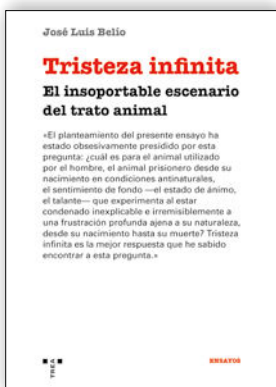 José Luis Belío
Tristeza infinita
El insoportable escenario
del trato animal
«El planteamiento del presente ensayo ha
estado obsesivamente presidido por esta
pregunta: ¿cuál es para el animal utilizado
por el hombre, el animal prisionero desde su
nacimiento en condiciones antinaturales,
el sentimiento de fondo —el estado de ánimo,
el talante— que experimenta al estar
condenado inexplicable e irremisiblemente a
una frustración profunda ajena a su naturaleza,
desde su nacimiento hasta su muerte? Tristeza
infinita es la mejor respuesta que he sabido
encontrar a esta pregunta.»
TREA
ENSAYOS